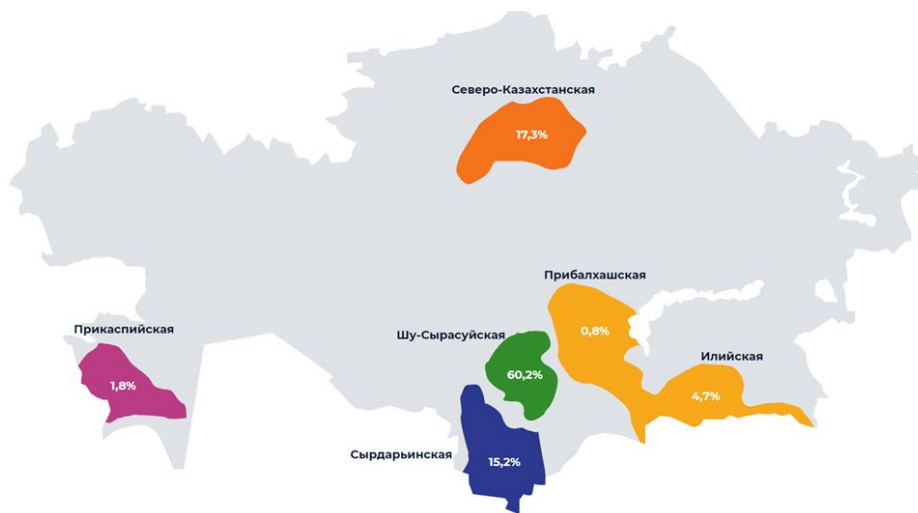 Северо-Казахстанская
17,3%
Прибалхашская
0,8%
Прикаспийская
1,8%
Шу-Сырасуйская
60,2%
Илийская
4,7%
Сырдарьинская
15,2%